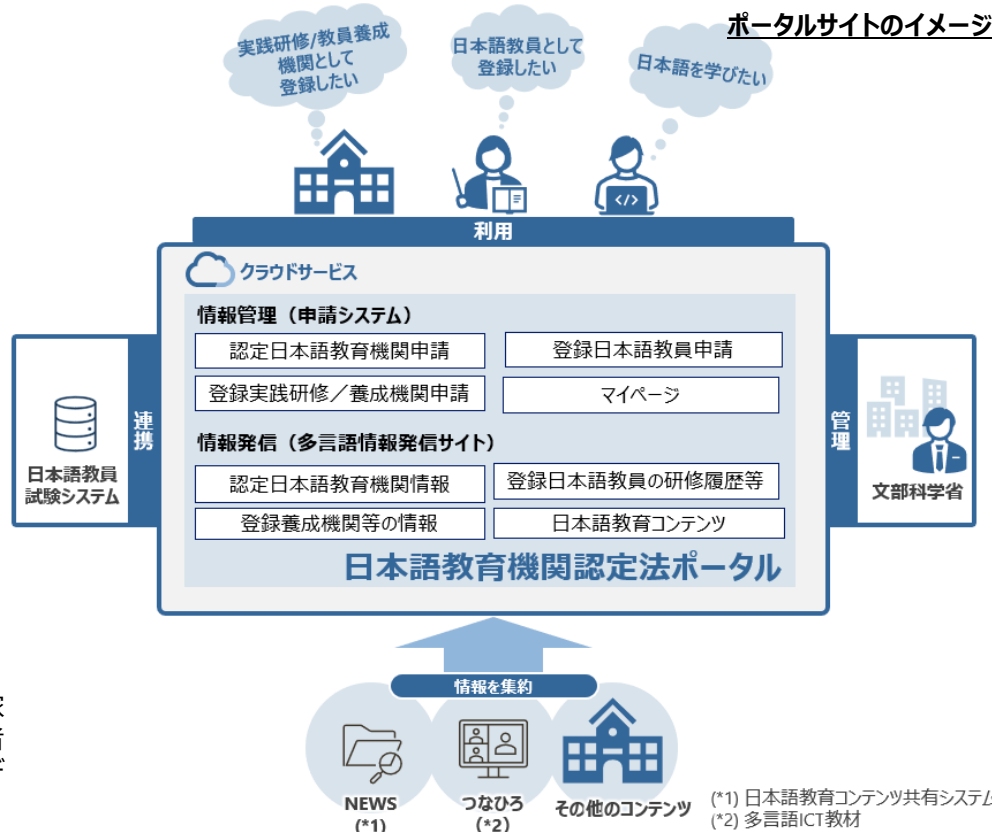 ポータルサイトのイメージ
実践研修/教員養成
機関として
登録したい
日本語教員として
登録したい
日本語を学びたい
</>
利用
クラウドサービス
情報管理（申請システム）
認定日本語教育機関申請
登録日本語教員申請
登録実践研修／養成機関申請
マイページ
情報発信（多言語情報発信サイト）
認定日本語教育機関情報
登録日本語教員の研修履歴等
登録養成機関等の情報
日本語教育コンテンツ
日本語教育機関認定法ポータル
連携
日本語教員
試験システム
管理
文部科学省
情報を集約
NEWS
(*1)
つなひろ
(*2)
その他のコンテンツ
(*1) 日本語教育コンテンツ共有システム
(*2) 多言語ICT教材